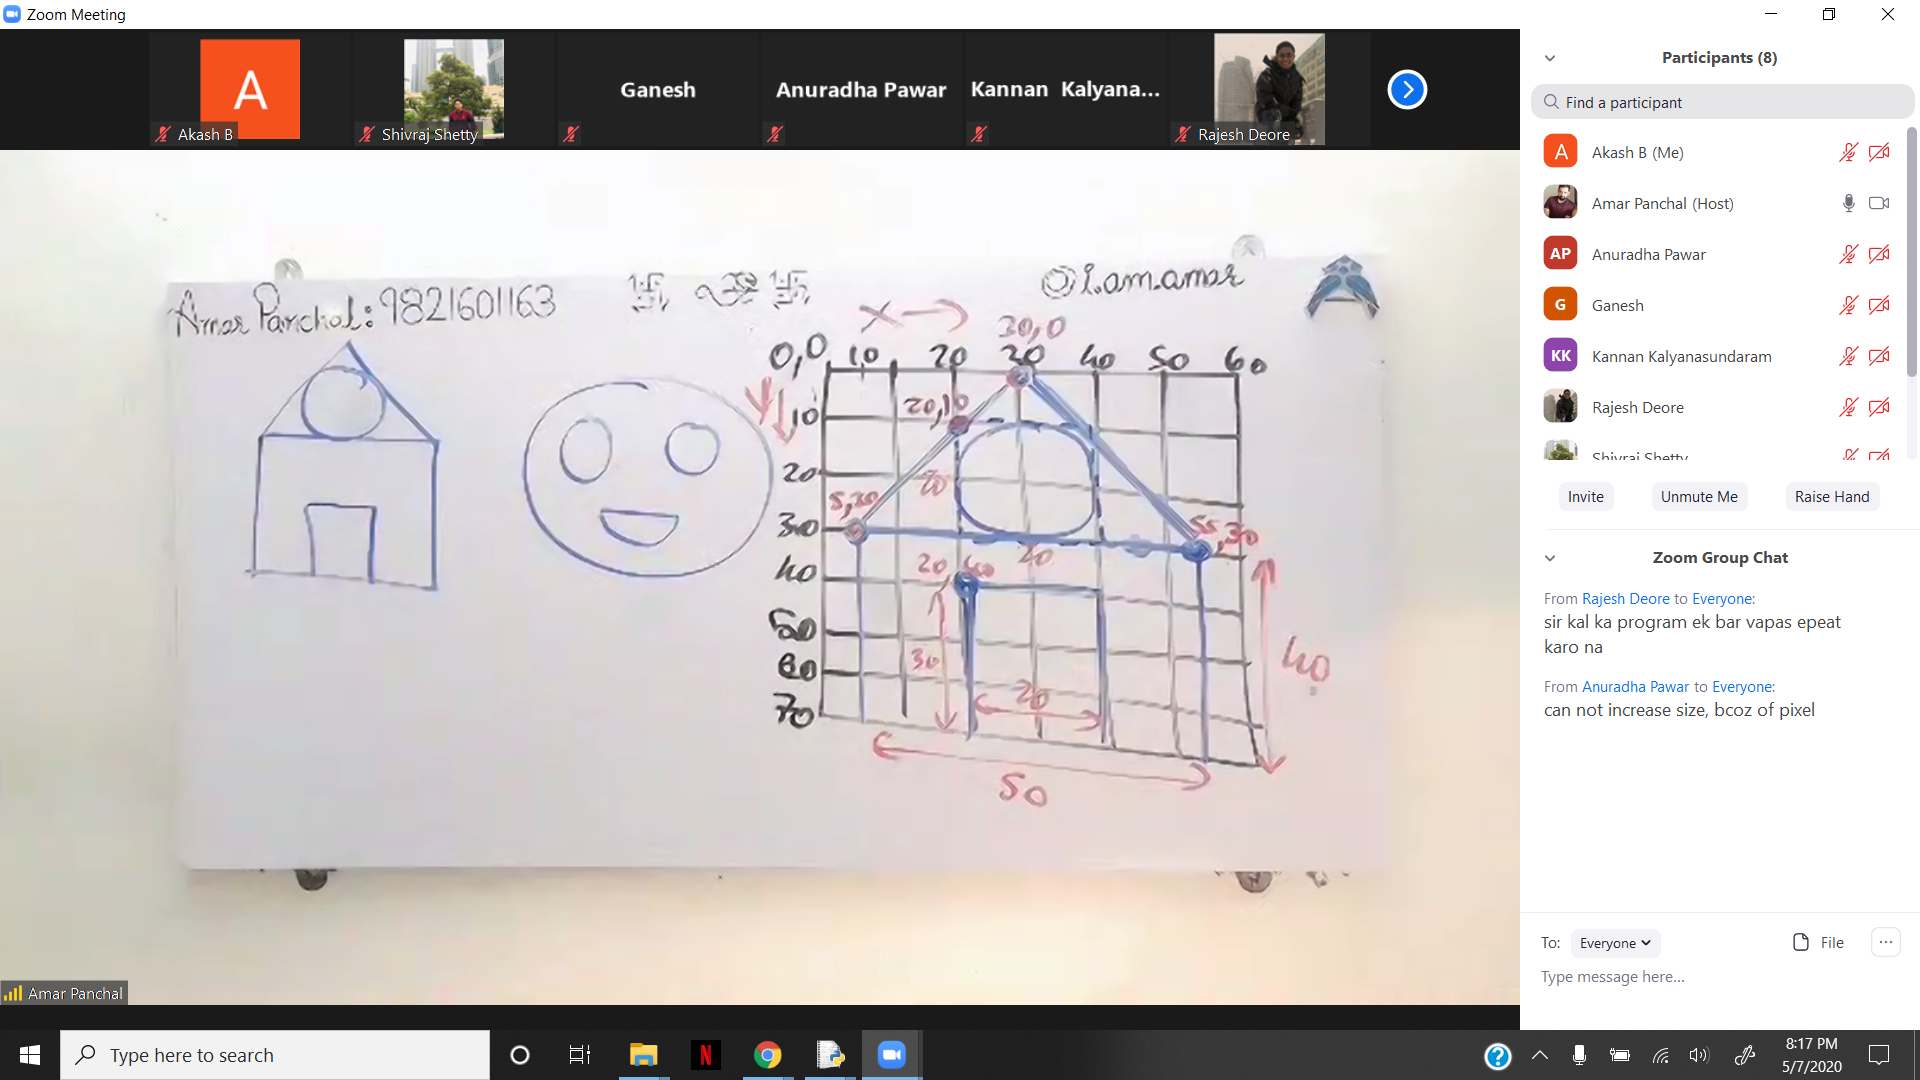 Zoom Meeting
A
Akash B
Shivraj Shetty
Ganesh
Anuradha Pawar
Kannan Kalyana...
Rajesh Deore
Amar Panchal: 9821601163
卐 卐
I.am.amar
X →
30,0
0,0 10 20 30 40 50 60
Y ↓
10
20,10
20
20
5,30
30
55,30
20
40
20 40
50
30
60
20
40
70
50
Amar Panchal
Participants (8)
Find a participant
A Akash B (Me)
Amar Panchal (Host)
AP Anuradha Pawar
G Ganesh
KK Kannan Kalyanasundaram
Rajesh Deore
Shivraj Shetty
Invite
Unmute Me
Raise Hand
Zoom Group Chat
From Rajesh Deore to Everyone:
sir kal ka program ek bar vapas epeat
karo na
From Anuradha Pawar to Everyone:
can not increase size, bcoz of pixel
To: Everyone File ...
Type message here...
Type here to search
N
8:17 PM
5/7/2020